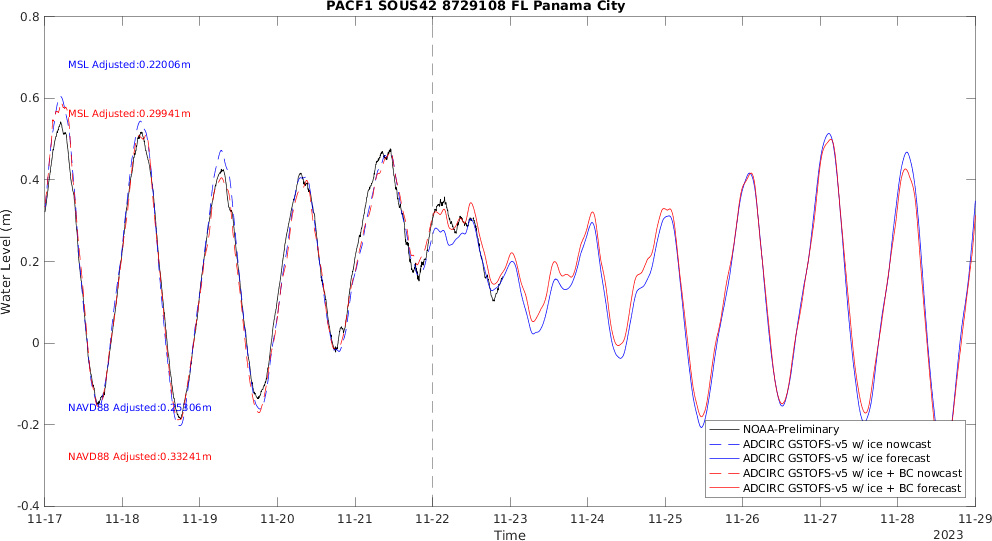 PACF1 SOUS42 8729108 FL Panama City
0.8
0.6
0.4
0.2
0
-0.2
-0.4
Water Level (m)
MSL Adjusted:0.22006m
MSL Adjusted:0.29941m
NAVD88 Adjusted:0.25306m
NAVD88 Adjusted:0.33241m
NOAA-Preliminary
ADCIRC GSTOFS-v5 w/ ice nowcast
ADCIRC GSTOFS-v5 w/ ice forecast
ADCIRC GSTOFS-v5 w/ ice + BC nowcast
ADCIRC GSTOFS-v5 w/ ice + BC forecast
11-17 11-18 11-19 11-20 11-21 11-22 11-23 11-24 11-25 11-26 11-27 11-28 11-29
Time
2023